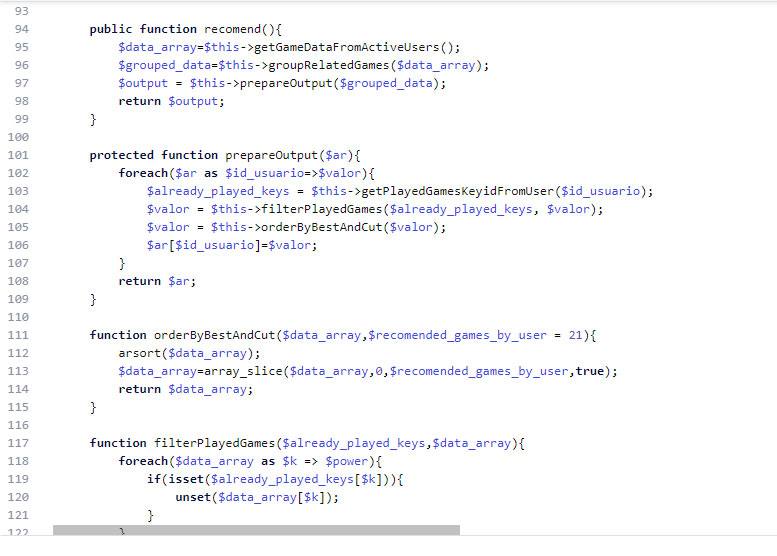 93
94 public function recomend(){
95 $data_array=$this->getGameDataFromActiveUsers();
96 $grouped_data=$this->groupRelatedGames($data_array);
97 $output = $this->prepareOutput($grouped_data);
98 return $output;
99 }
100
101 protected function prepareOutput($ar){
102 foreach($ar as $id_usuario=>$valor){
103 $already_played_keys = $this->getPlayedGamesKeyidFromUser($id_usuario);
104 $valor = $this->filterPlayedGames($already_played_keys, $valor);
105 $valor = $this->orderByBestAndCut($valor);
106 $ar[$id_usuario]=$valor;
107 }
108 return $ar;
109 }
110
111 function orderByBestAndCut($data_array,$recomended_games_by_user = 21){
112 arsort($data_array);
113 $data_array=array_slice($data_array,0,$recomended_games_by_user,true);
114 return $data_array;
115 }
116
117 function filterPlayedGames($already_played_keys,$data_array){
118 foreach($data_array as $k => $power){
119 if(isset($already_played_keys[$k])){
120 unset($data_array[$k]);
121 }
122 }